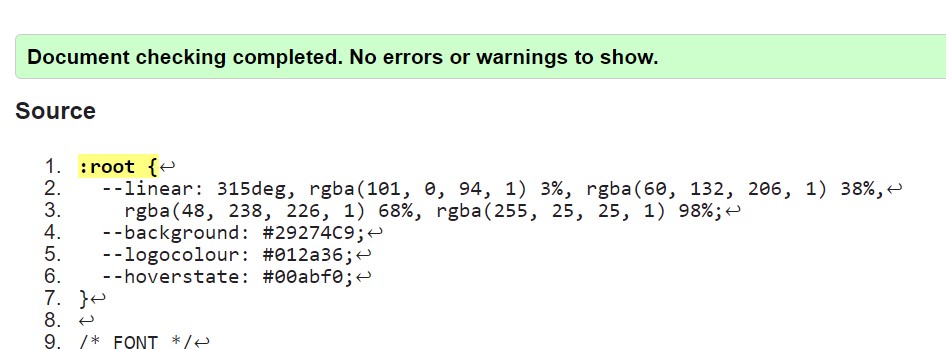 Document checking completed. No errors or warnings to show.
Source
1. :root {↩
2.   --linear: 315deg, rgba(101, 0, 94, 1) 3%, rgba(60, 132, 206, 1) 38%,↩
3.     rgba(48, 238, 226, 1) 68%, rgba(255, 25, 25, 1) 98%;↩
4.   --background: #29274C9;↩
5.   --logocolour: #012a36;↩
6.   --hoverstate: #00abf0;↩
7. }↩
8. ↩
9. /* FONT */↩